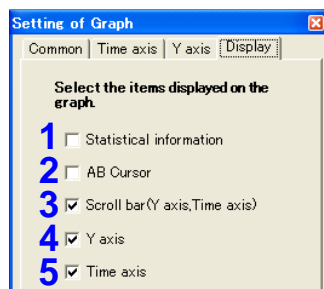 Setting of Graph
Common Time axis Y axis Display
Select the items displayed on the
graph.
1 Statistical information
2 AB Cursor
3 Scroll bar(Y axis,Time axis)
4 Y axis
5 Time axis